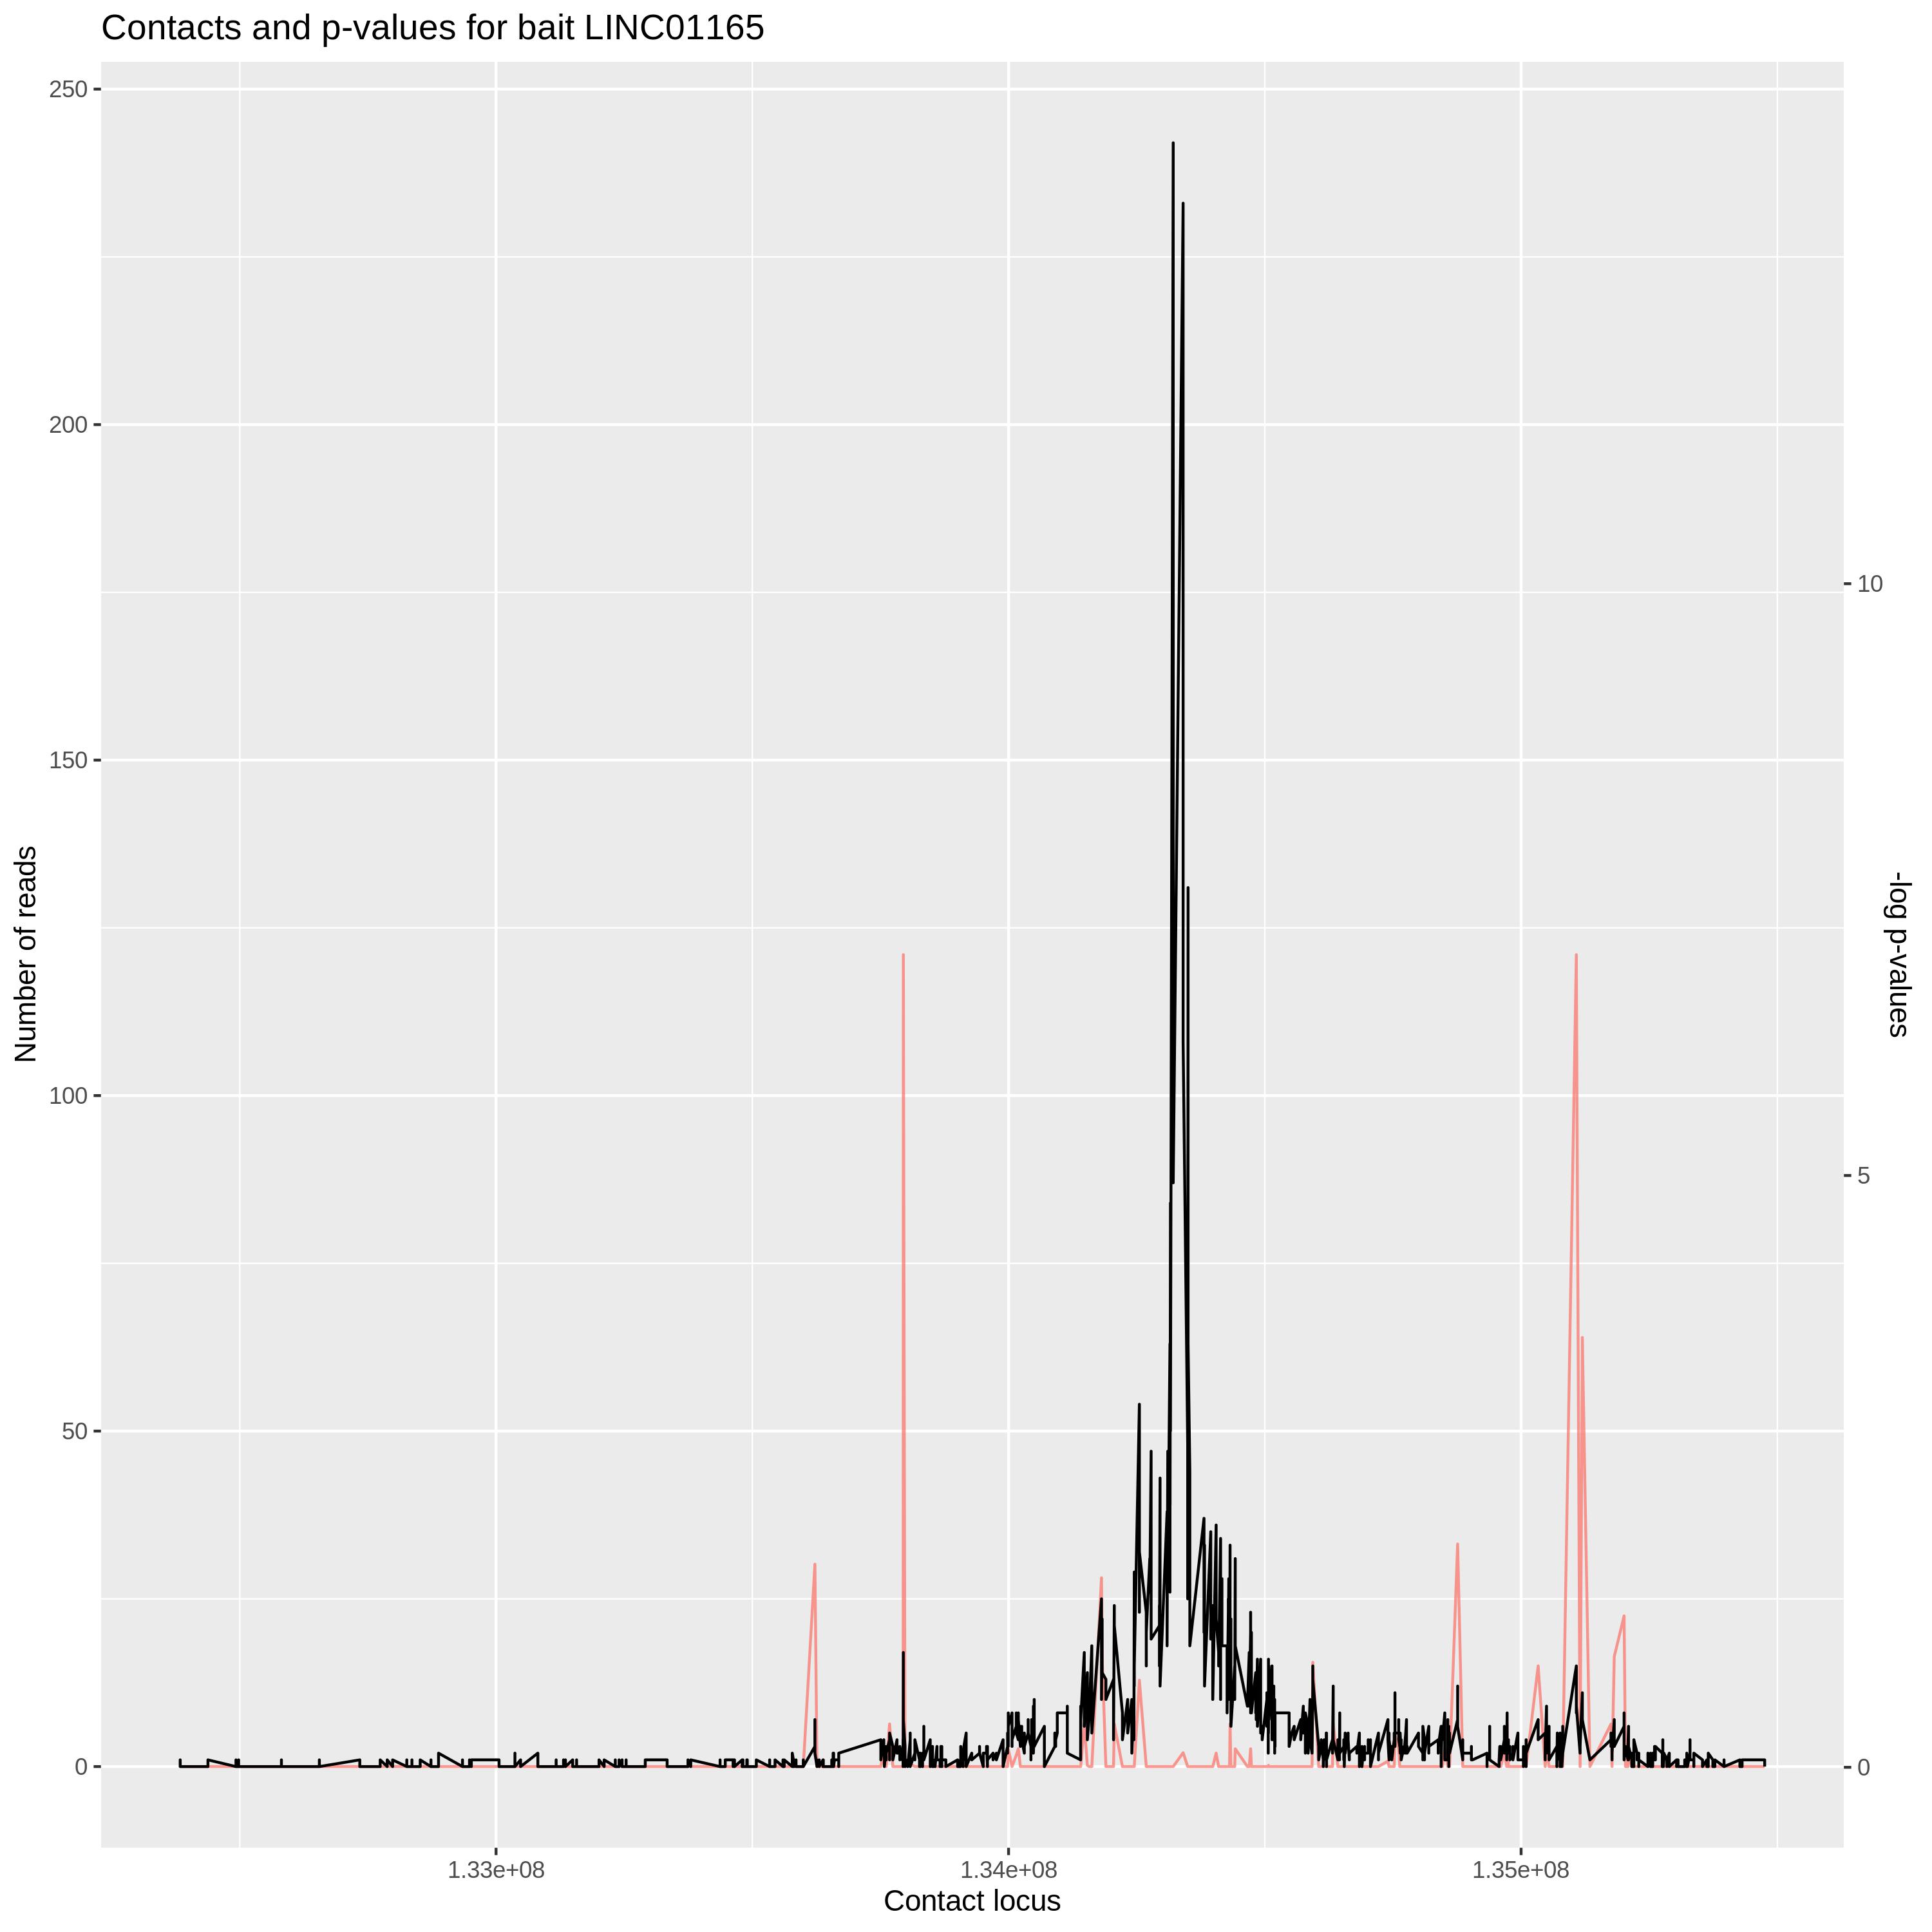 Contacts and p-values for bait LINC01165
250
200
150
100
50
0
Number of reads
10
5
0
-log p-values
1.33e+08
1.34e+08
1.35e+08
Contact locus